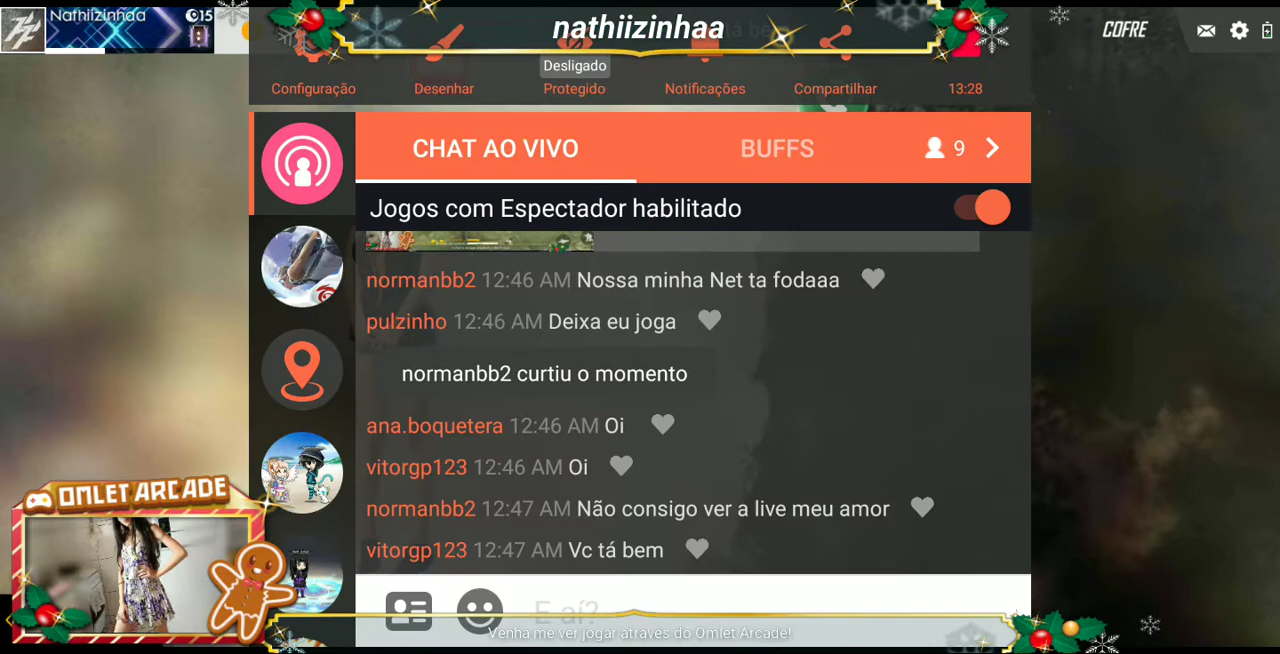 Nathiizinhaa
15
nathiizinhaa
COFRE
Desligado
Configuração
Desenhar
Protegido
Notificações
Compartilhar
13:28
CHAT AO VIVO
BUFFS
9
Jogos com Espectador habilitado
normanbb2 12:46 AM Nossa minha Net ta fodaaa
pulzinho 12:46 AM Deixa eu joga
normanbb2 curtiu o momento
ana.boquetera 12:46 AM Oi
vitorgp123 12:46 AM Oi
normanbb2 12:47 AM Não consigo ver a live meu amor
vitorgp123 12:47 AM Vc tá bem
OMLET ARCADE
E aí?
Venha me ver jogar atraves do Omlet Arcade!